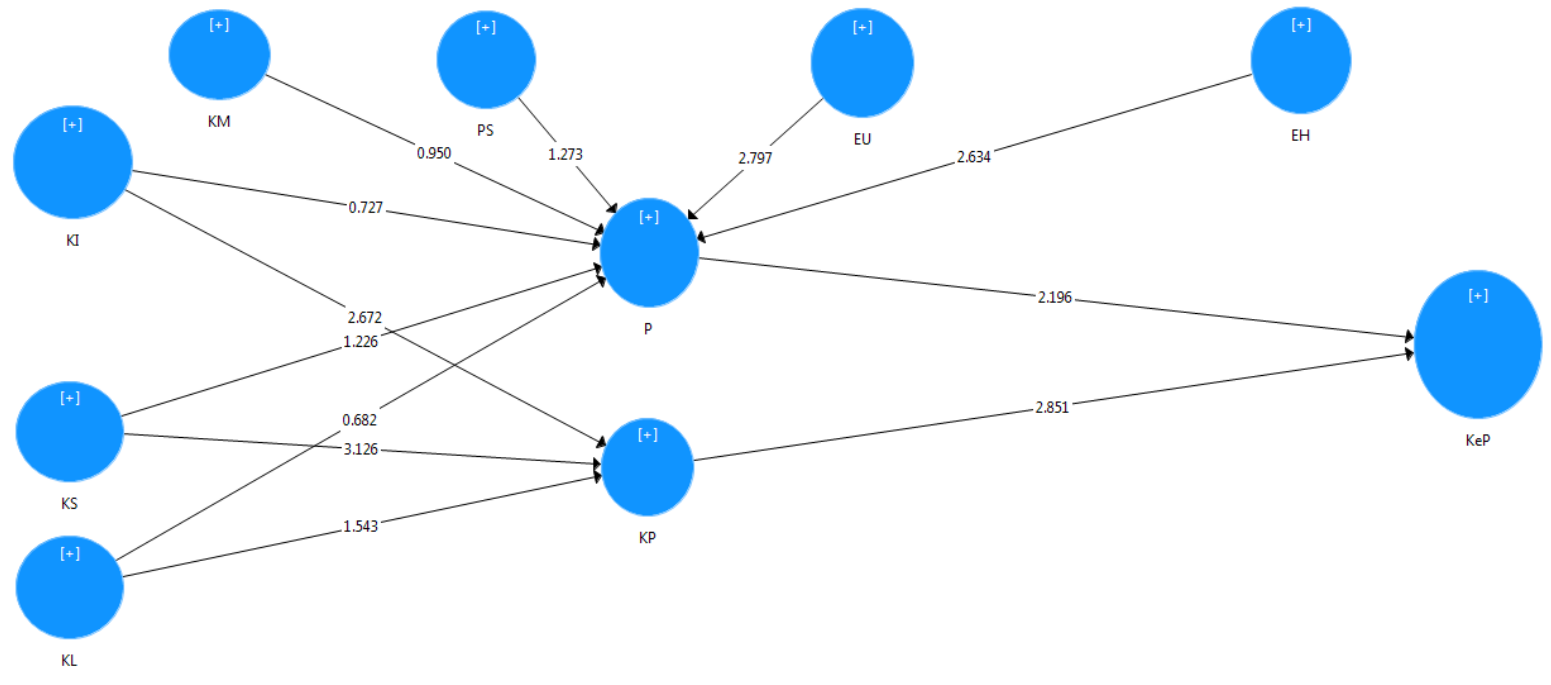 [+]
KM
[+]
PS
[+]
EU
[+]
EH
[+]
KI
0.950
1.273
2.797
2.634
0.727
[+]
P
2.672
1.226
2.196
[+]
KeP
[+]
KS
0.682
3.126
[+]
KP
2.851
1.543
[+]
KL